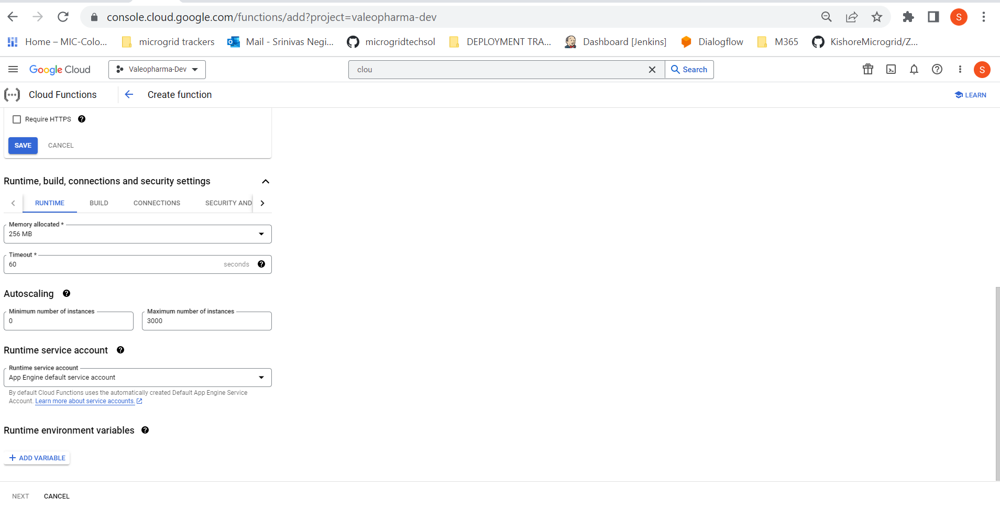 console.cloud.google.com/functions/add?project=valeopharma-dev
S
Home – MIC-Colo... microgrid trackers Mail - Srinivas Negi... microgridtechsol DEPLOYMENT TRA... Dashboard [Jenkins] Dialogflow M365 KishoreMicrogrid/Z...
Google Cloud Valeopharma-Dev clou Search S
Cloud Functions Create function LEARN
Require HTTPS
SAVE CANCEL
Runtime, build, connections and security settings
RUNTIME BUILD CONNECTIONS SECURITY AND
Memory allocated *
256 MB
Timeout *
60 seconds
Autoscaling
Minimum number of instances Maximum number of instances
0 3000
Runtime service account
Runtime service account
App Engine default service account
By default Cloud Functions uses the automatically created Default App Engine Service
Account. Learn more about service accounts.
Runtime environment variables
ADD VARIABLE
NEXT CANCEL